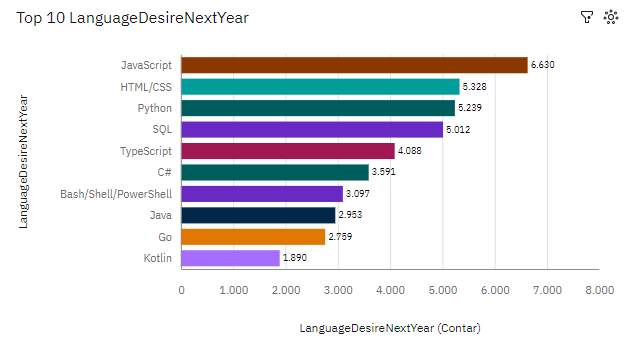 Top 10 LanguageDesireNextYear
LanguageDesireNextYear
JavaScript 6.630
HTML/CSS 5.328
Python 5.239
SQL 5.012
TypeScript 4.088
C# 3.591
Bash/Shell/PowerShell 3.097
Java 2.953
Go 2.759
Kotlin 1.890
0 1.000 2.000 3.000 4.000 5.000 6.000 7.000 8.000
LanguageDesireNextYear (Contar)